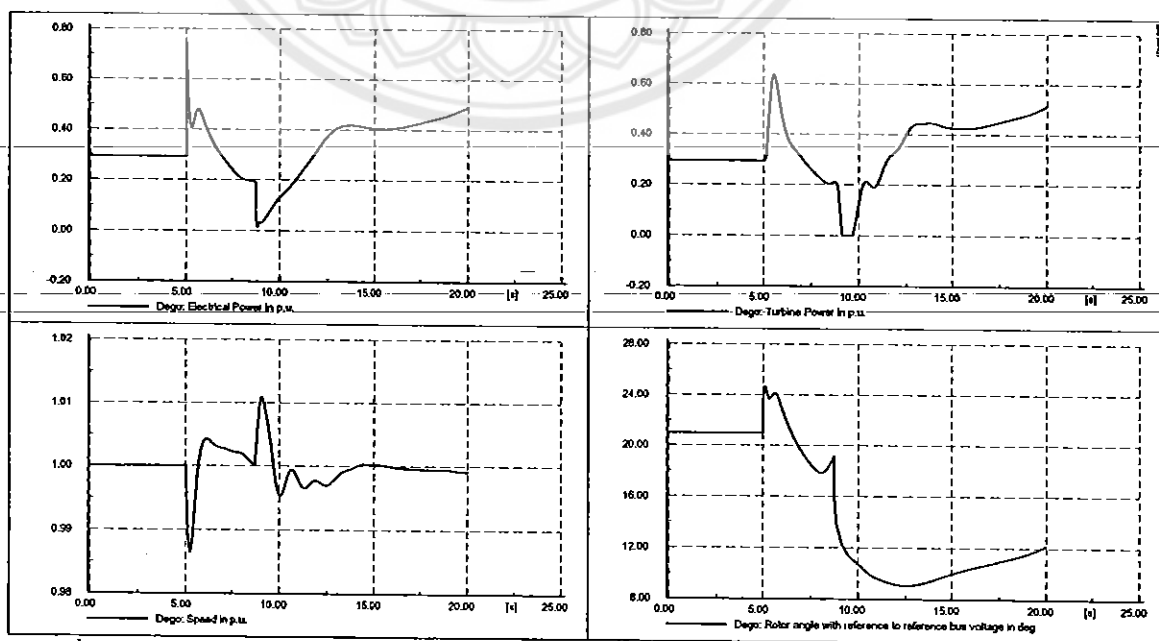 0.80
0.60
0.40
0.20
0.00
-0.20
0.00 5.00 10.00 15.00 20.00 [s] 25.00
Dego: Electrical Power in p.u.
0.80
0.60
0.40
0.20
0.00
-0.20
0.00 5.00 10.00 15.00 20.00 [s] 25.00
Dego: Turbine Power in p.u.
1.02
1.01
1.00
0.99
0.98
0.00 5.00 10.00 15.00 20.00 [s] 25.00
Dego: Speed in p.u.
28.00
24.00
20.00
16.00
12.00
8.00
0.00 5.00 10.00 15.00 20.00 [s] 25.00
Dego: Rotor angle with reference to reference bus voltage in deg